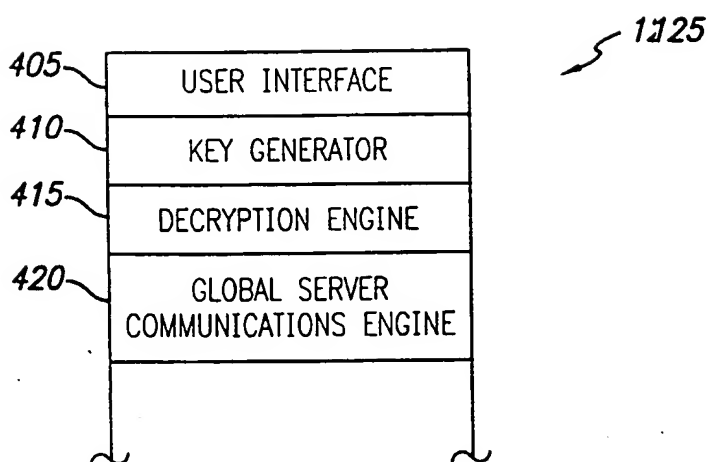 1125
405 USER INTERFACE
410 KEY GENERATOR
415 DECRYPTION ENGINE
420 GLOBAL SERVER
COMMUNICATIONS ENGINE